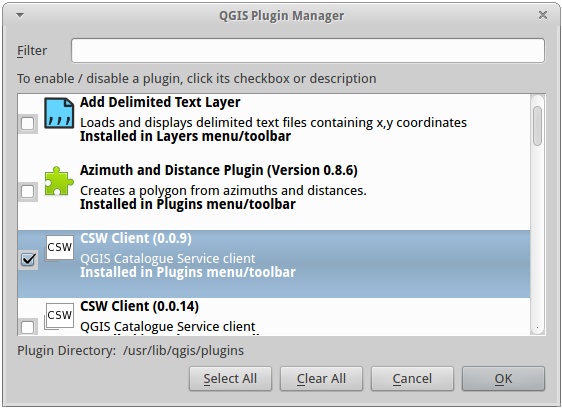 QGIS Plugin Manager
Filter
To enable / disable a plugin, click its checkbox or description
Add Delimited Text Layer
Loads and displays delimited text files containing x,y coordinates
Installed in Layers menu/toolbar
Azimuth and Distance Plugin (Version 0.8.6)
Creates a polygon from azimuths and distances.
Installed in Plugins menu/toolbar
CSW
CSW Client (0.0.9)
QGIS Catalogue Service client
Installed in Plugins menu/toolbar
CSW
CSW Client (0.0.14)
QGIS Catalogue Service client
Plugin Directory: /usr/lib/qgis/plugins
Select All Clear All Cancel OK